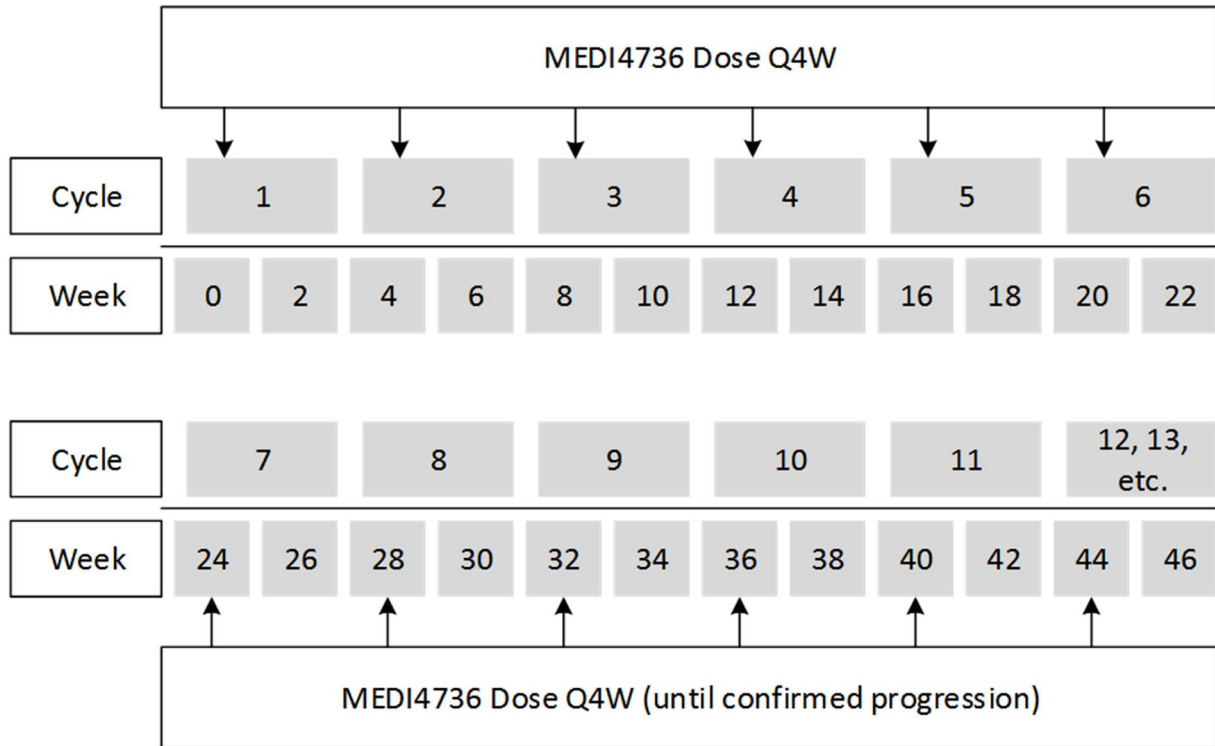 MEDI4736 Dose Q4W
Cycle 1 2 3 4 5 6
Week 0 2 4 6 8 10 12 14 16 18 20 22
Cycle 7 8 9 10 11 12, 13,
etc.
Week 24 26 28 30 32 34 36 38 40 42 44 46
MEDI4736 Dose Q4W (until confirmed progression)